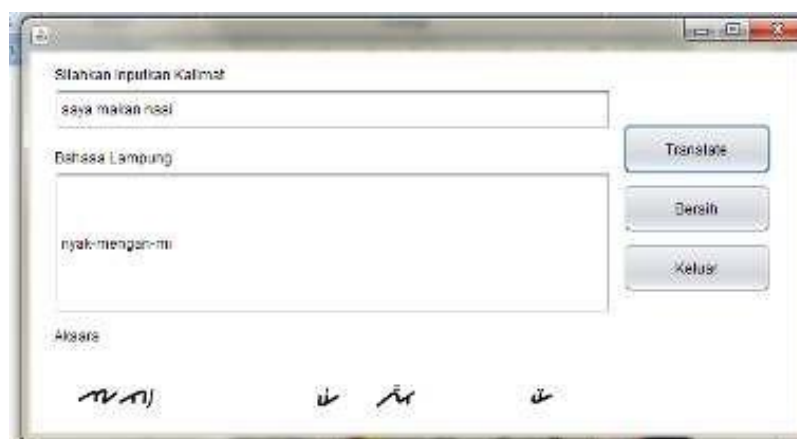 Silahkan Inputkan Kalimat
saya makan nasi
Translate
Bahasa Lampung
Bersih
nyak-mengan-mi
Keluar
Aksara